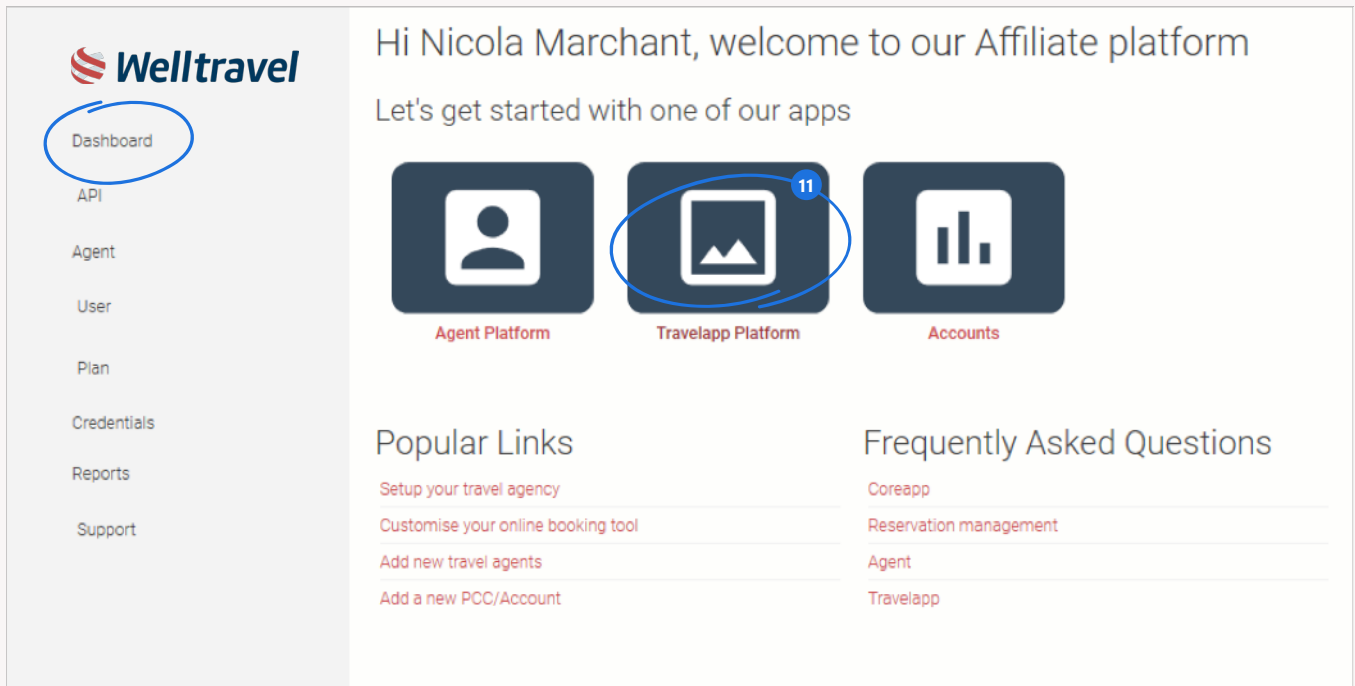 Welltravel
Dashboard
API
Agent
User
Plan
Credentials
Reports
Support
Hi Nicola Marchant, welcome to our Affiliate platform
Let's get started with one of our apps
11
Agent Platform
Travelapp Platform
Accounts
Popular Links
Setup your travel agency
Customise your online booking tool
Add new travel agents
Add a new PCC/Account
Frequently Asked Questions
Coreapp
Reservation management
Agent
Travelapp